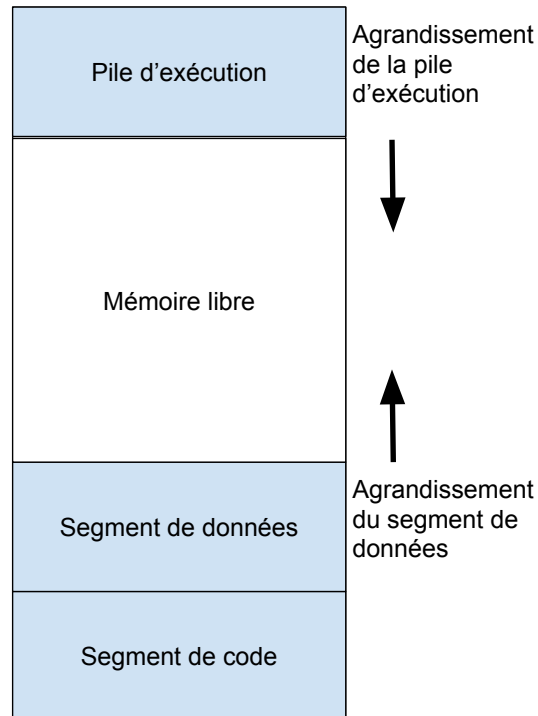 Pile d’exécution
Agrandissement
de la pile
d’exécution
Mémoire libre
Segment de données
Agrandissement
du segment de
données
Segment de code